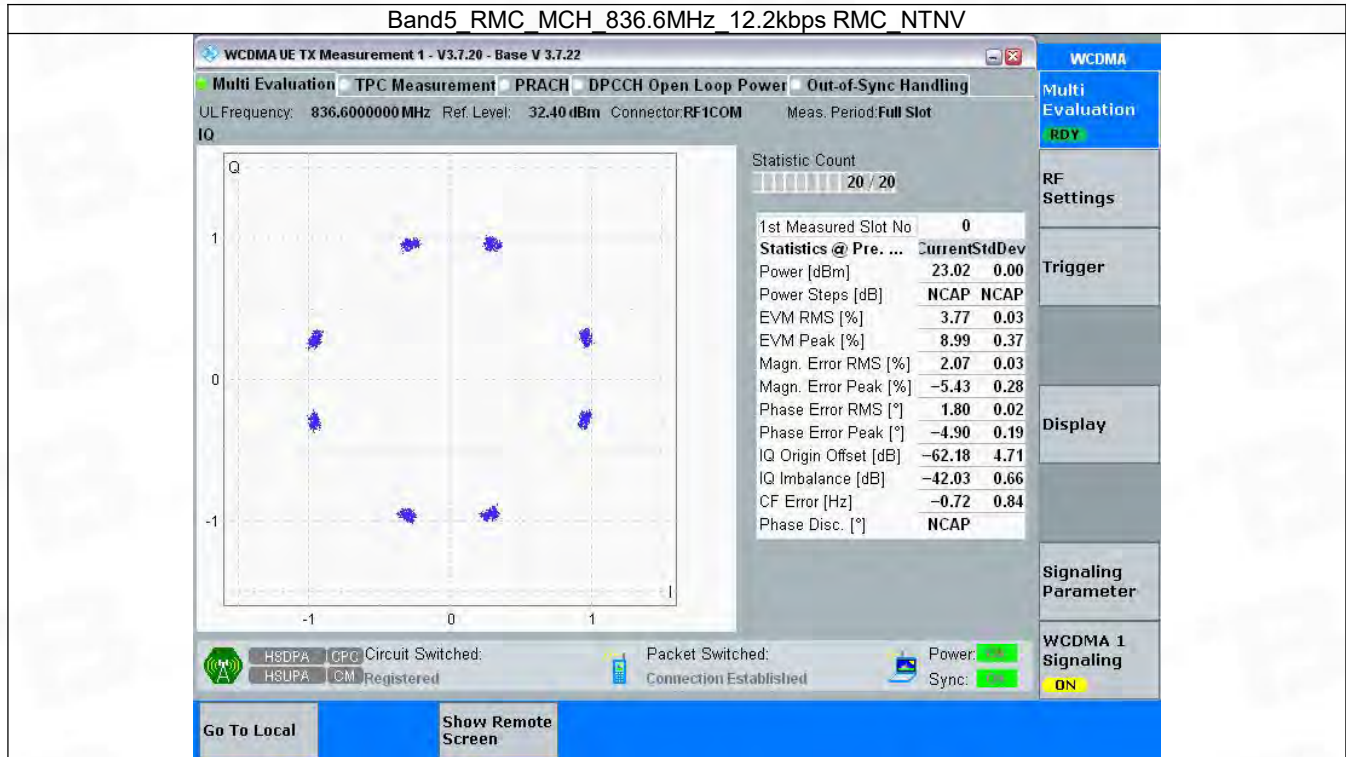 Band5_RMC_MCH_836.6MHz_12.2kbps RMC_NTNV
WCDMA UE TX Measurement 1 - V3.7.20 - Base V 3.7.22
WCDMA
Multi Evaluation TPC Measurement PRACH DPCCH Open Loop Power Out-of-Sync Handling
UL Frequency: 836.6000000 MHz Ref. Level: 32.40 dBm Connector:RF1COM Meas. Period:Full Slot
IQ
Q
1
0
-1
-1 0 1
I
Statistic Count
20 / 20
1st Measured Slot No 0
Statistics @ Pre. ... CurrentStdDev
Power [dBm] 23.02 0.00
Power Steps [dB] NCAP NCAP
EVM RMS [%] 3.77 0.03
EVM Peak [%] 8.99 0.37
Magn. Error RMS [%] 2.07 0.03
Magn. Error Peak [%] −5.43 0.28
Phase Error RMS [°] 1.80 0.02
Phase Error Peak [°] −4.90 0.19
IQ Origin Offset [dB] −62.18 4.71
IQ Imbalance [dB] −42.03 0.66
CF Error [Hz] −0.72 0.84
Phase Disc. [°] NCAP
Multi
Evaluation
RDY
RF
Settings
Trigger
Display
Signaling
Parameter
WCDMA 1
Signaling
ON
HSDPA CPC Circuit Switched: Packet Switched: Power:
HSUPA CM Registered Connection Established Sync:
Go To Local
Show Remote
Screen